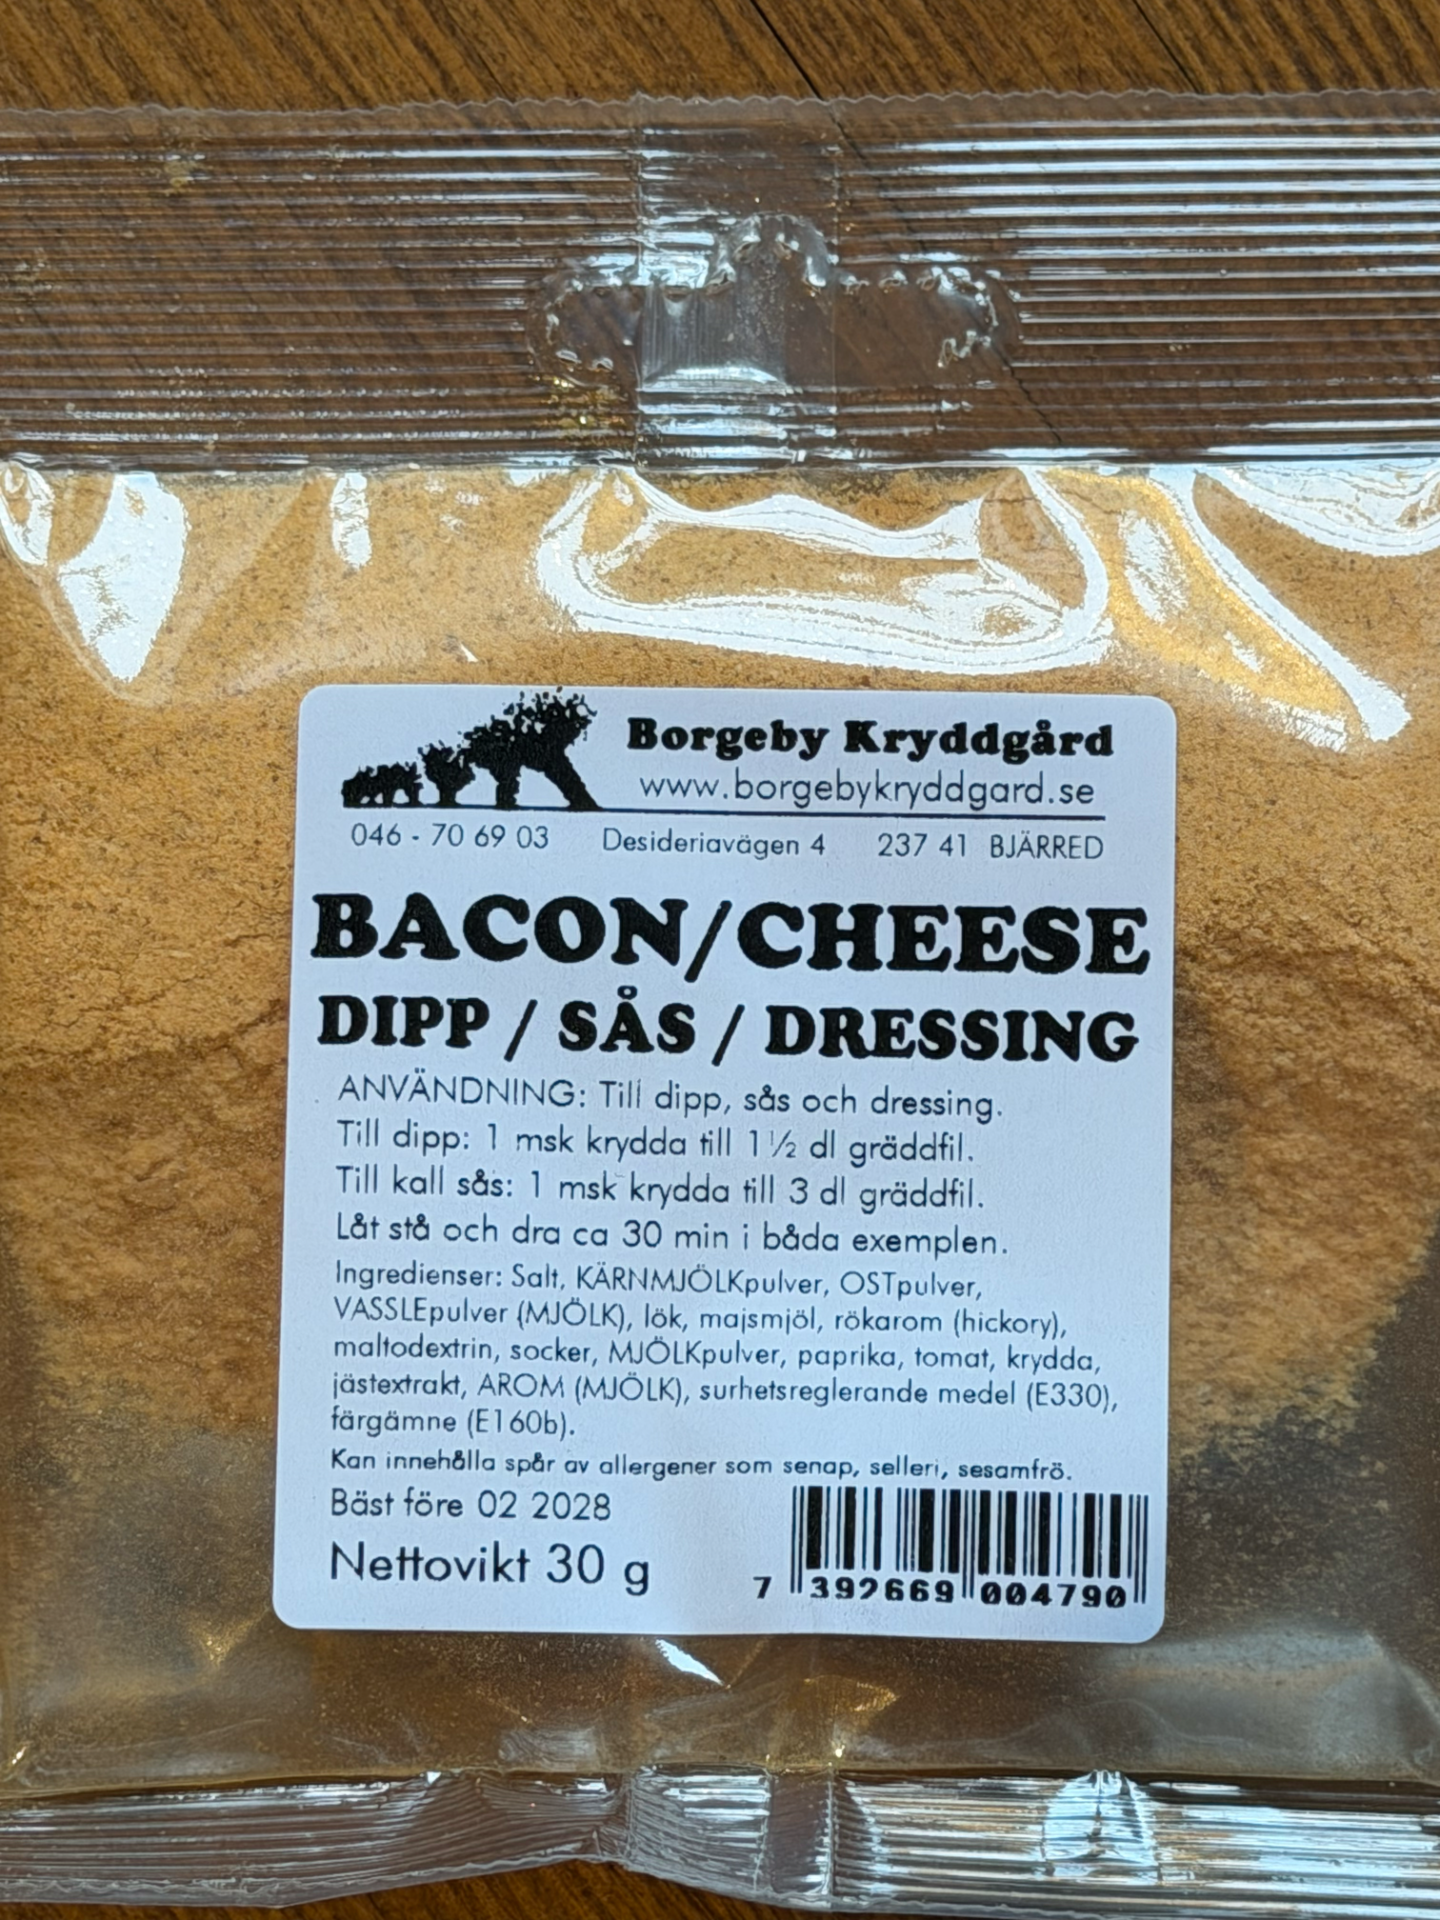 Borgeby Kryddgård
www.borgebykryddgard.se
046 - 70 69 03 Desideriavägen 4 237 41 BJÄRRED
BACON/CHEESE
DIPP / SÅS / DRESSING
ANVÄNDNING: Till dipp, sås och dressing.
Till dipp: 1 msk krydda till 1½ dl gräddfil.
Till kall sås: 1 msk krydda till 3 dl gräddfil.
Låt stå och dra ca 30 min i båda exemplen.
Ingredienser: Salt, KÄRNMJÖLKpulver, OSTpulver,
VASSLEpulver (MJÖLK), lök, majsmjöl, rökarom (hickory),
maltodextrin, socker, MJÖLKpulver, paprika, tomat, krydda,
jästextrakt, AROM (MJÖLK), surhetsreglerande medel (E330),
färgämne (E160b).
Kan innehålla spår av allergener som senap, selleri, sesamfrö.
Bäst före 02 2028
Nettovikt 30 g
7 392669 004790